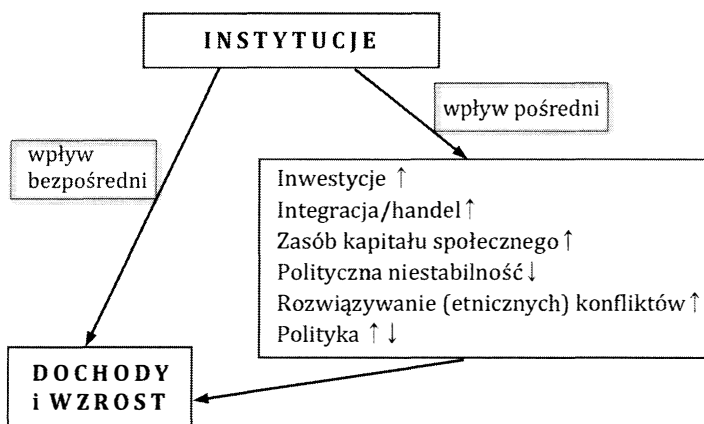 INSTYTUCJE
wpływ pośredni
wpływ
bezpośredni
Inwestycje ↑
Integracja/handel ↑
Zasób kapitału społecznego ↑
Polityczna niestabilność ↓
Rozwiązywanie (etnicznych) konfliktów ↑
Polityka ↑ ↓
DOCHODY
i WZROST